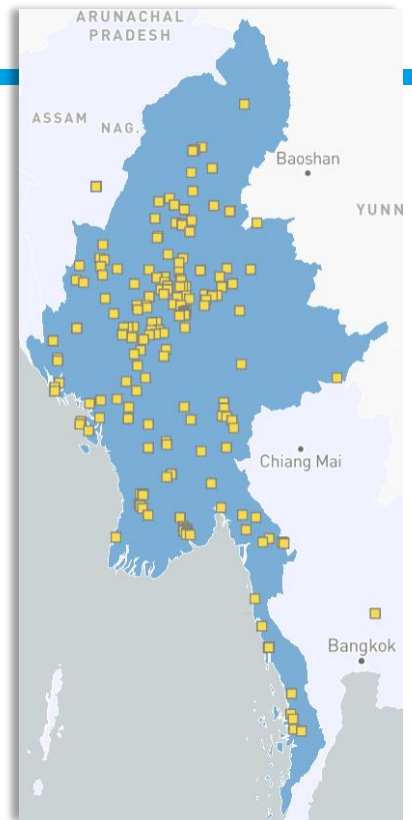 ARUNACHAL
PRADESH
ASSAM
NAG.
Baoshan
YUNN
Chiang Mai
Bangkok